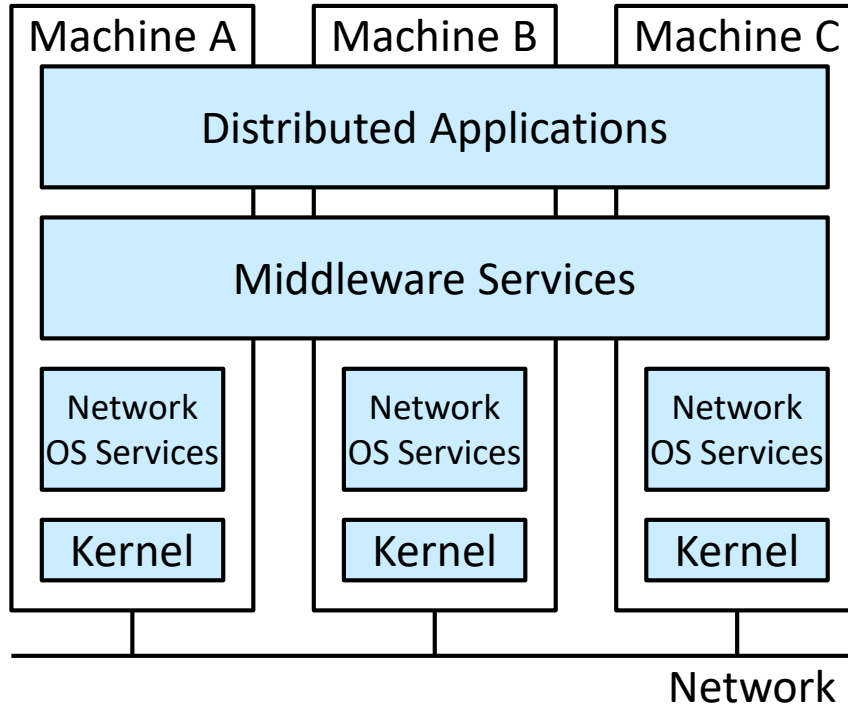 Machine A
Machine B
Machine C
Distributed Applications
Middleware Services
Network
OS Services
Network
OS Services
Network
OS Services
Kernel
Kernel
Kernel
Network